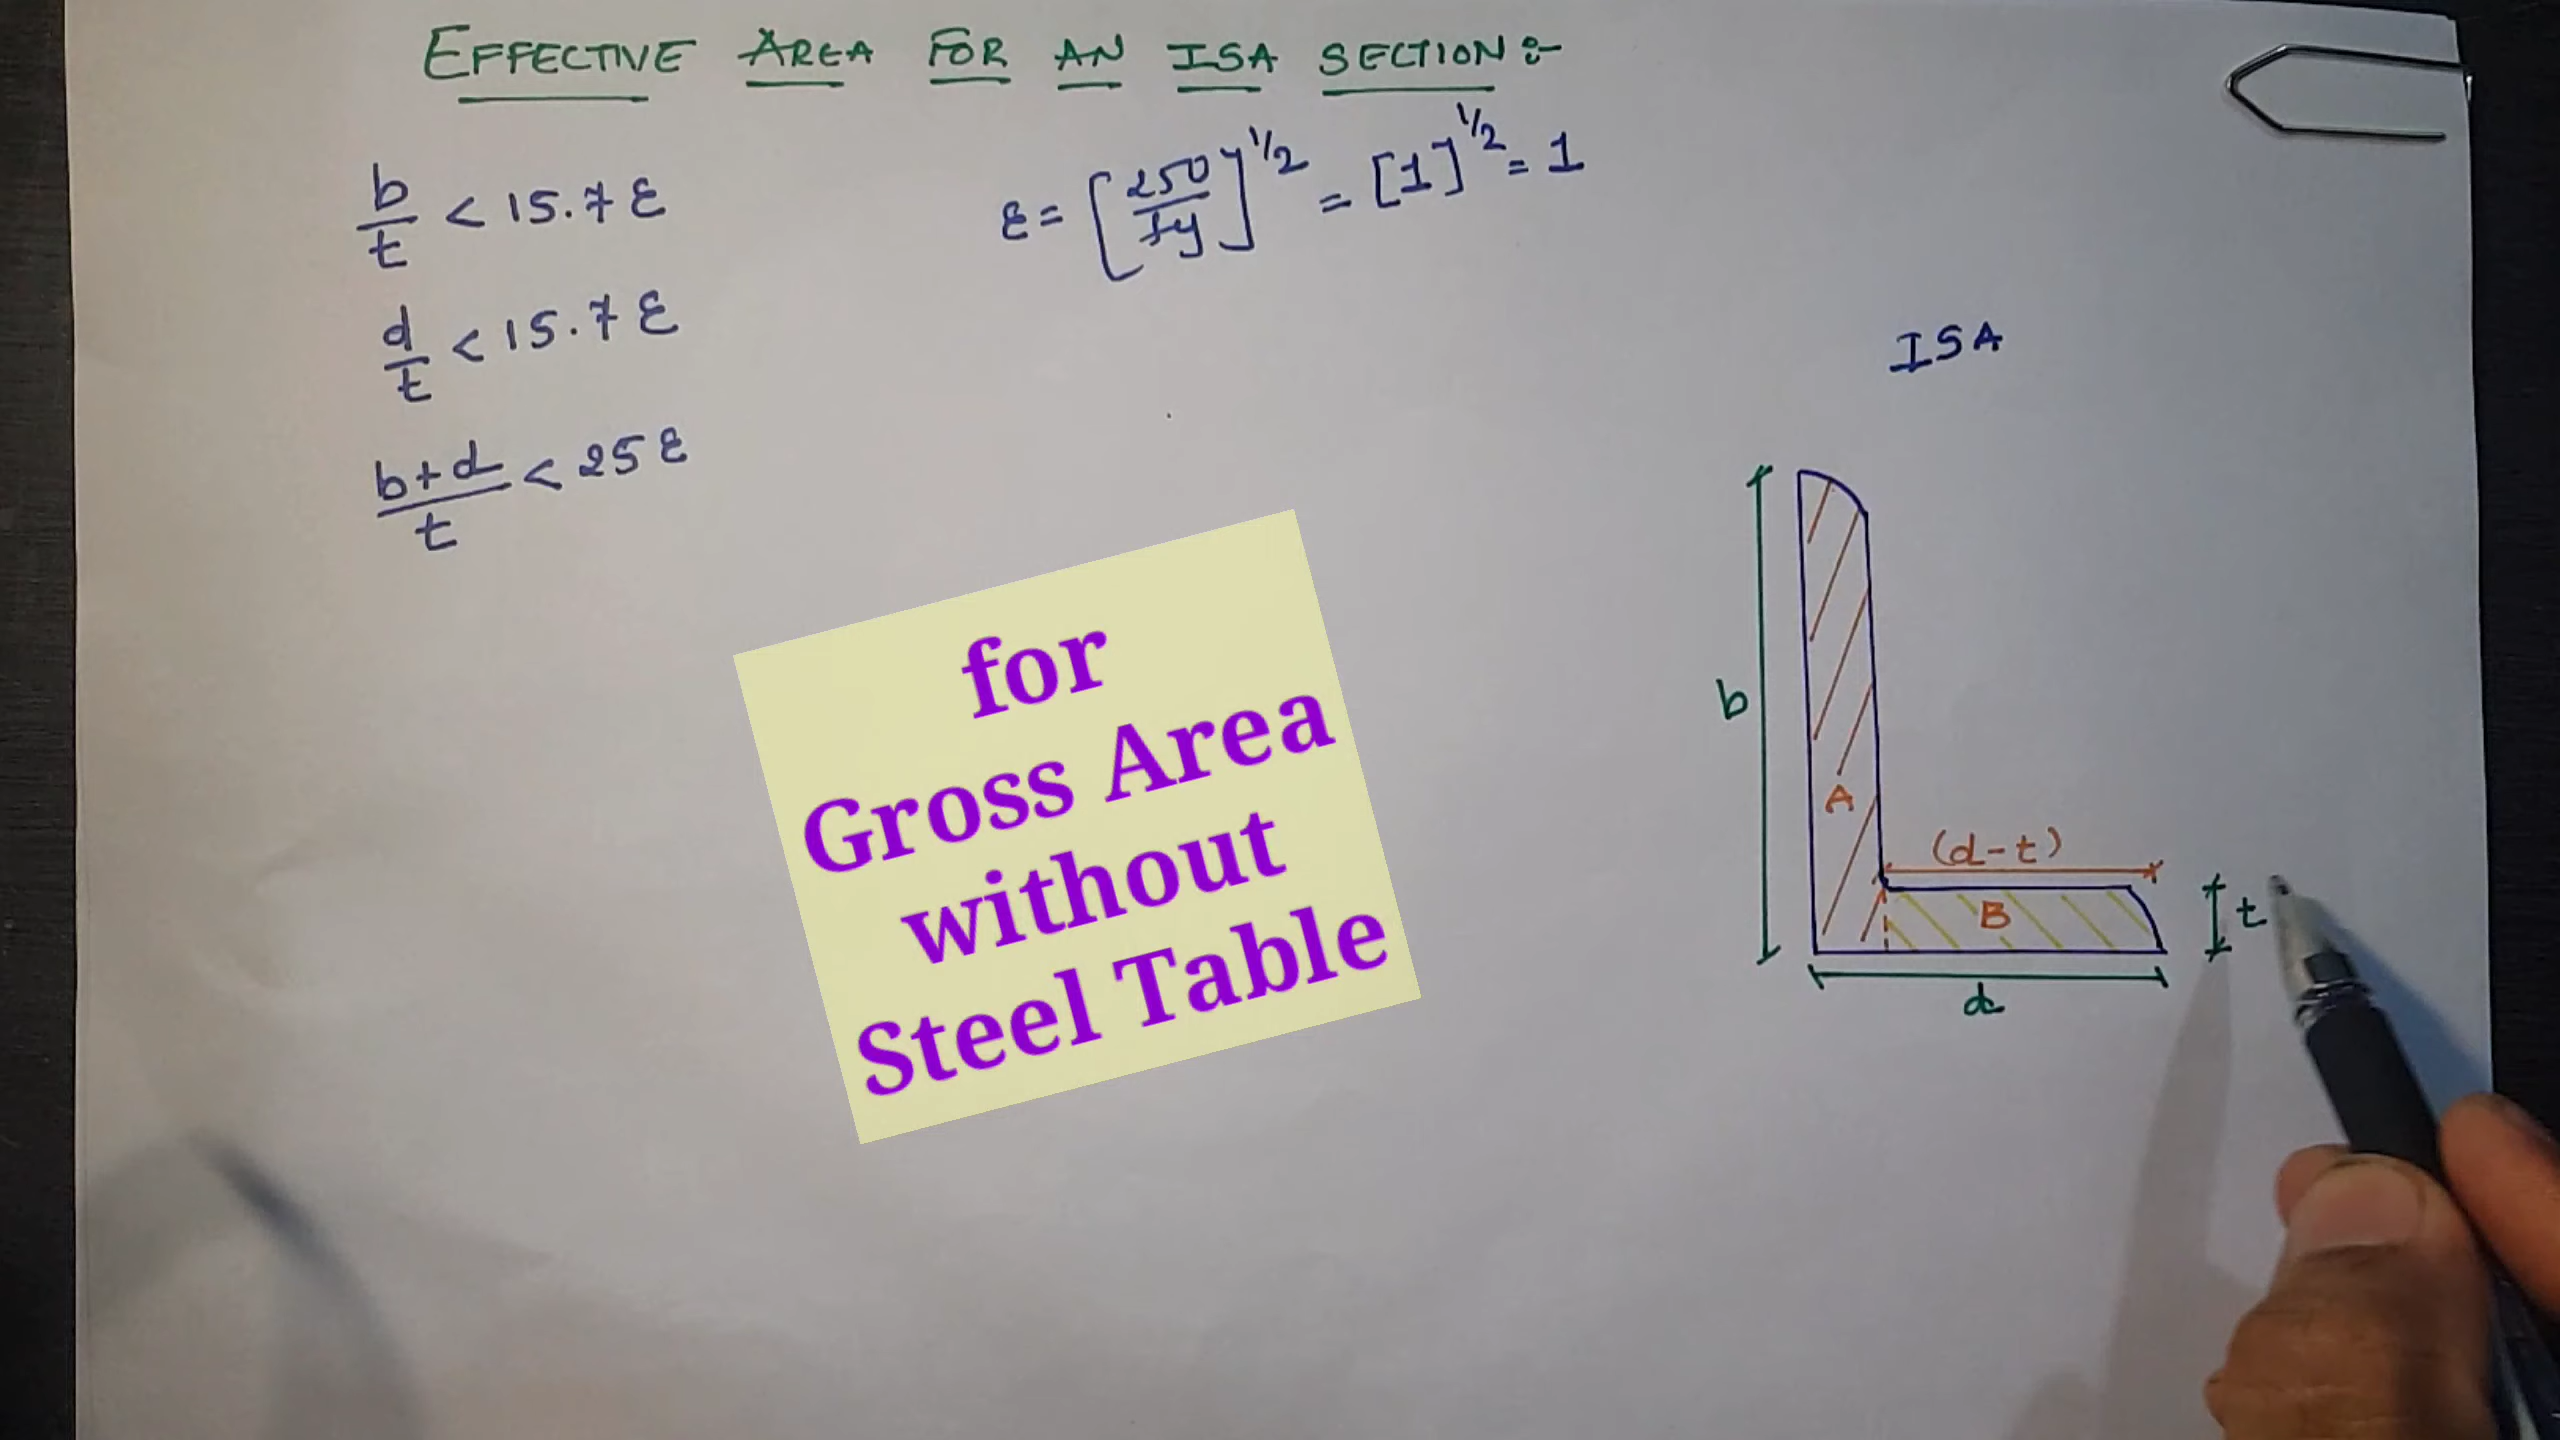 EFFECTIVE AREA FOR AN ISA SECTION:-
b/t < 15.7 ε
ε = [250/fy]^1/2 = [1]^1/2 = 1
d/t < 15.7 ε
b+d/t < 25 ε
for
Gross Area
without
Steel Table
ISA
b
A
(d-t)
B
t
d